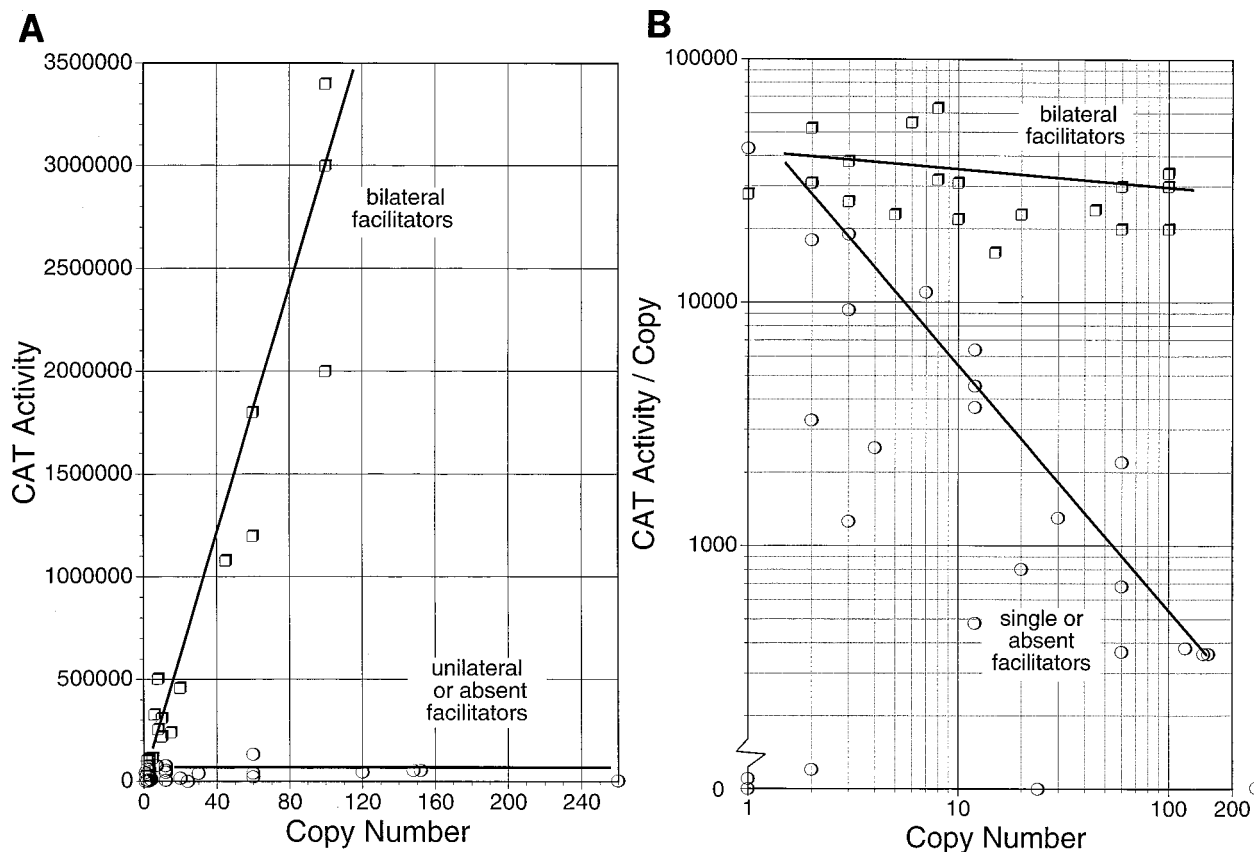 A
3500000
3000000
2500000
2000000
1500000
1000000
500000
0
CAT Activity
bilateral
facilitators
unilateral
or absent
facilitators
0
40
80
120
160
200
240
Copy Number
B
100000
10000
1000
0
CAT Activity / Copy
bilateral
facilitators
single or
absent
facilitators
1
10
100
200
Copy Number